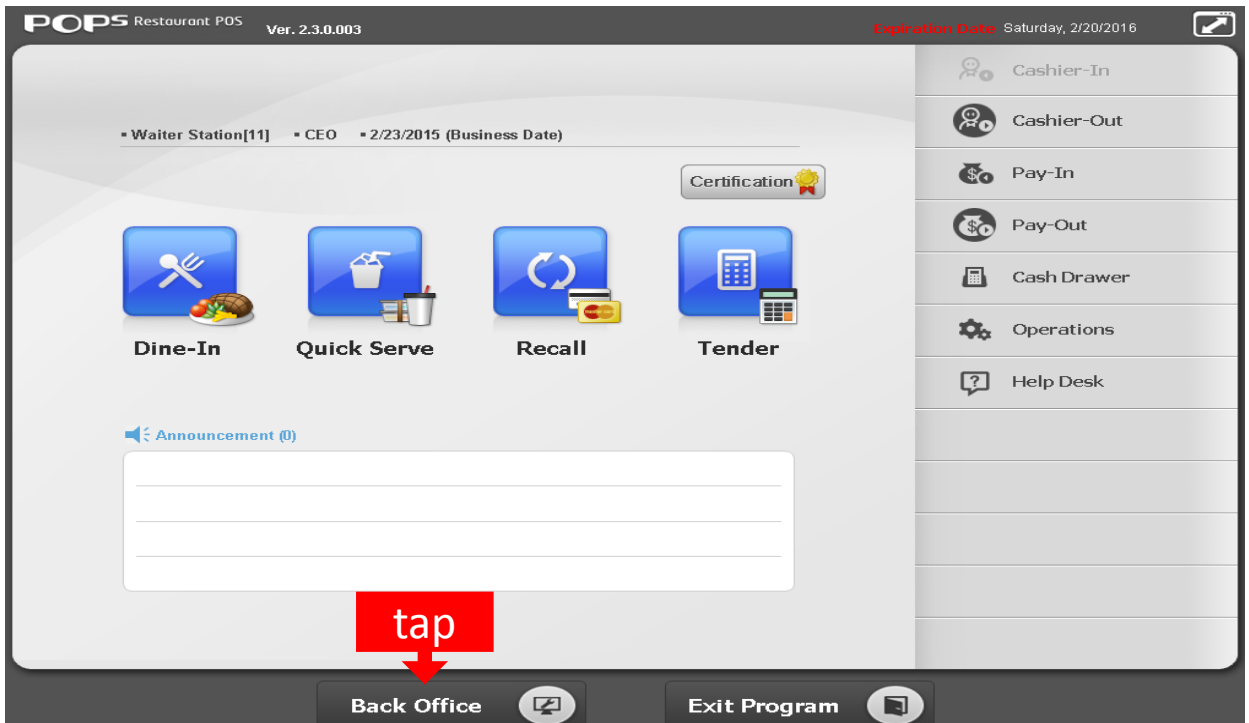 POPS Restaurant POS Ver. 2.3.0.003 Expiration Date Saturday, 2/20/2016
Waiter Station[11] CEO 2/23/2015 (Business Date)
Certification
Dine-In Quick Serve Recall Tender
Announcement (0)
Cashier-In
Cashier-Out
Pay-In
Pay-Out
Cash Drawer
Operations
Help Desk
tap
Back Office Exit Program